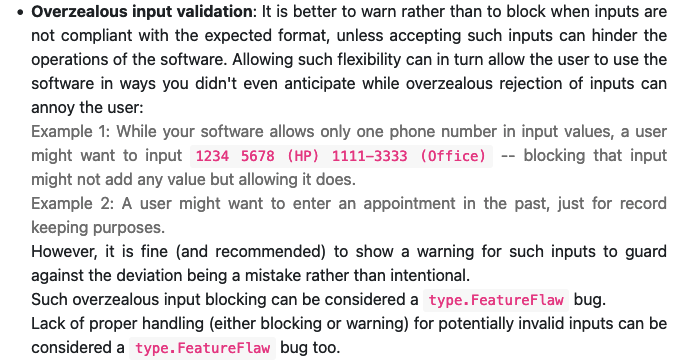 • Overzealous input validation: It is better to warn rather than to block when inputs are
not compliant with the expected format, unless accepting such inputs can hinder the
operations of the software. Allowing such flexibility can in turn allow the user to use the
software in ways you didn't even anticipate while overzealous rejection of inputs can
annoy the user:
Example 1: While your software allows only one phone number in input values, a user
might want to input 1234 5678 (HP) 1111-3333 (Office) -- blocking that input
might not add any value but allowing it does.
Example 2: A user might want to enter an appointment in the past, just for record
keeping purposes.
However, it is fine (and recommended) to show a warning for such inputs to guard
against the deviation being a mistake rather than intentional.
Such overzealous input blocking can be considered a type.FeatureFlaw bug.
Lack of proper handling (either blocking or warning) for potentially invalid inputs can be
considered a type.FeatureFlaw bug too.